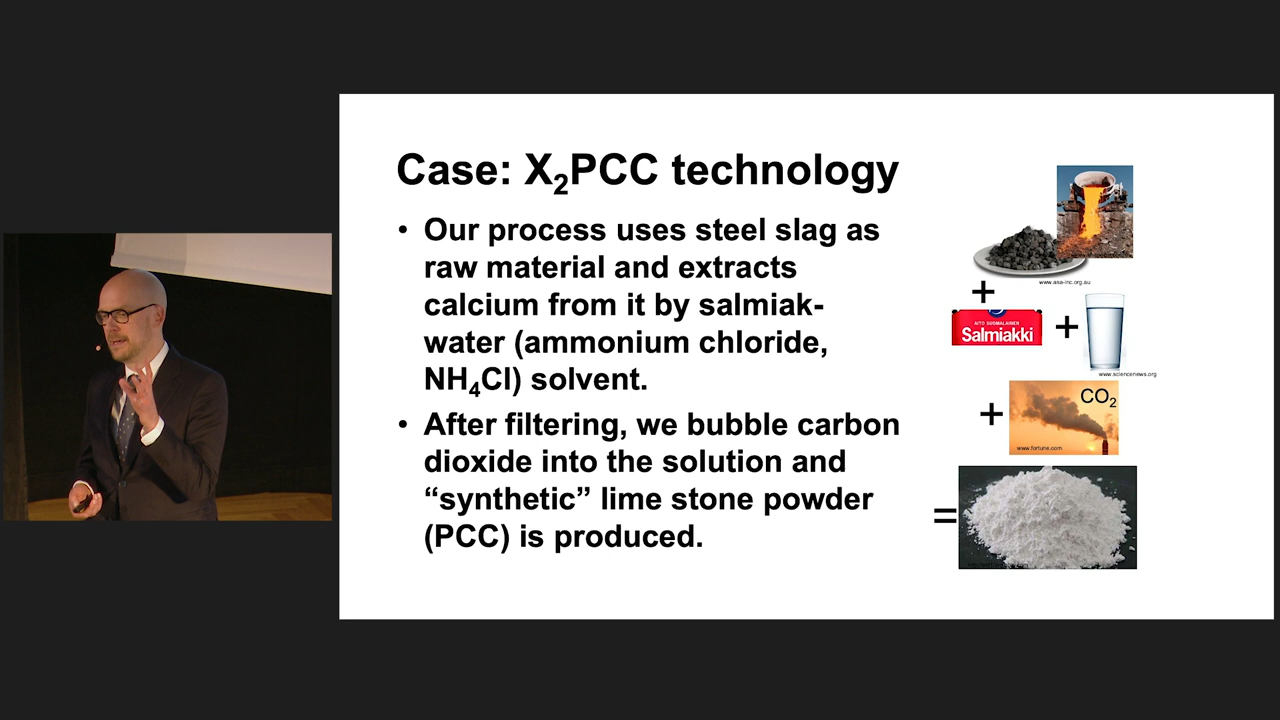 Case: X₂PCC technology
• Our process uses steel slag as
raw material and extracts
calcium from it by salmiak-
water (ammonium chloride,
NH₄Cl) solvent.
• After filtering, we bubble carbon
dioxide into the solution and
“synthetic” lime stone powder
(PCC) is produced.
www.asa-inc.org.au
+
AITO SUOMALAINEN
Salmiakki
+
www.sciencenews.org
+
CO₂
www.fortune.com
=